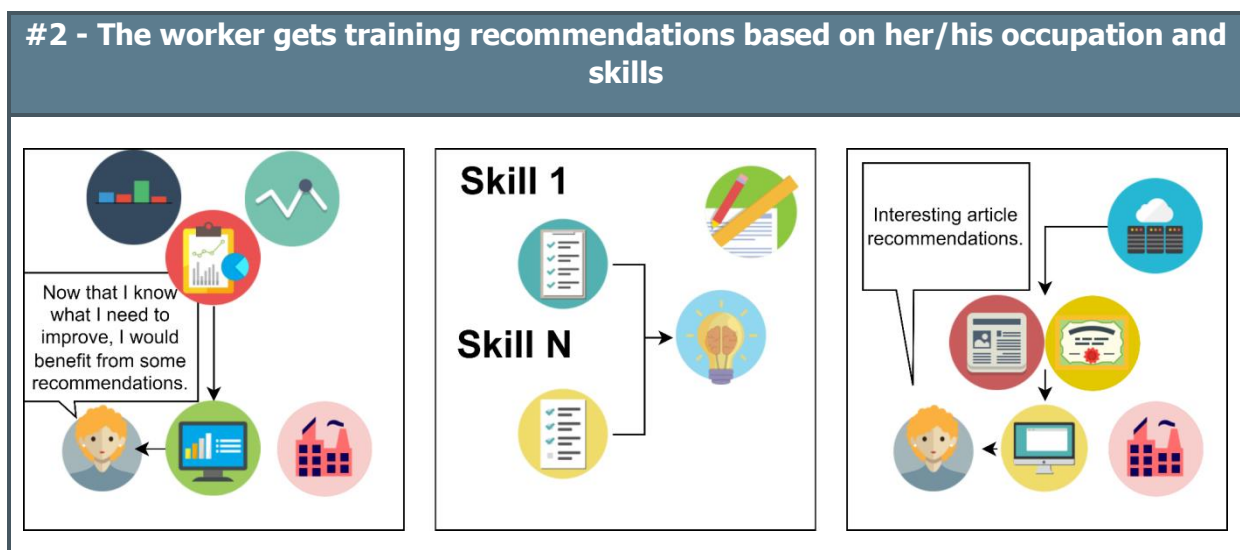 #2 - The worker gets training recommendations based on her/his occupation and
skills
Now that I know
what I need to
improve, I would
benefit from some
recommendations.
Skill 1
Skill N
Interesting article
recommendations.